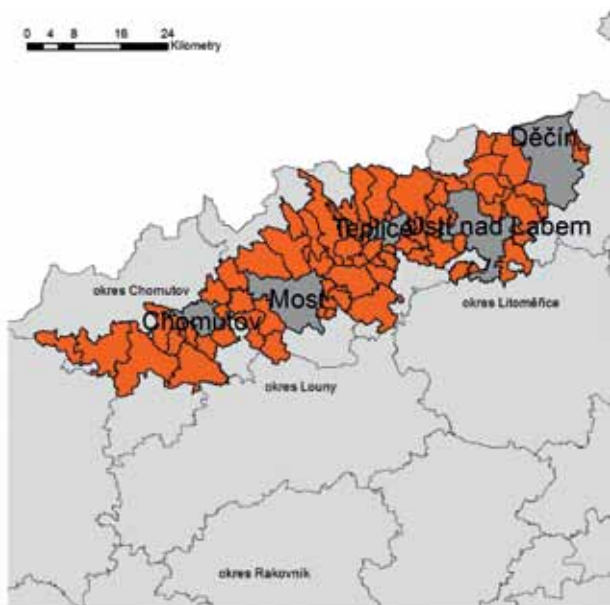 0 4 8 16 24
Kilometry
Děčín
Teplice
Ústí nad Labem
okres Chomutov
Most
okres Litoměřice
Chomutov
okres Louny
okres Rakovník